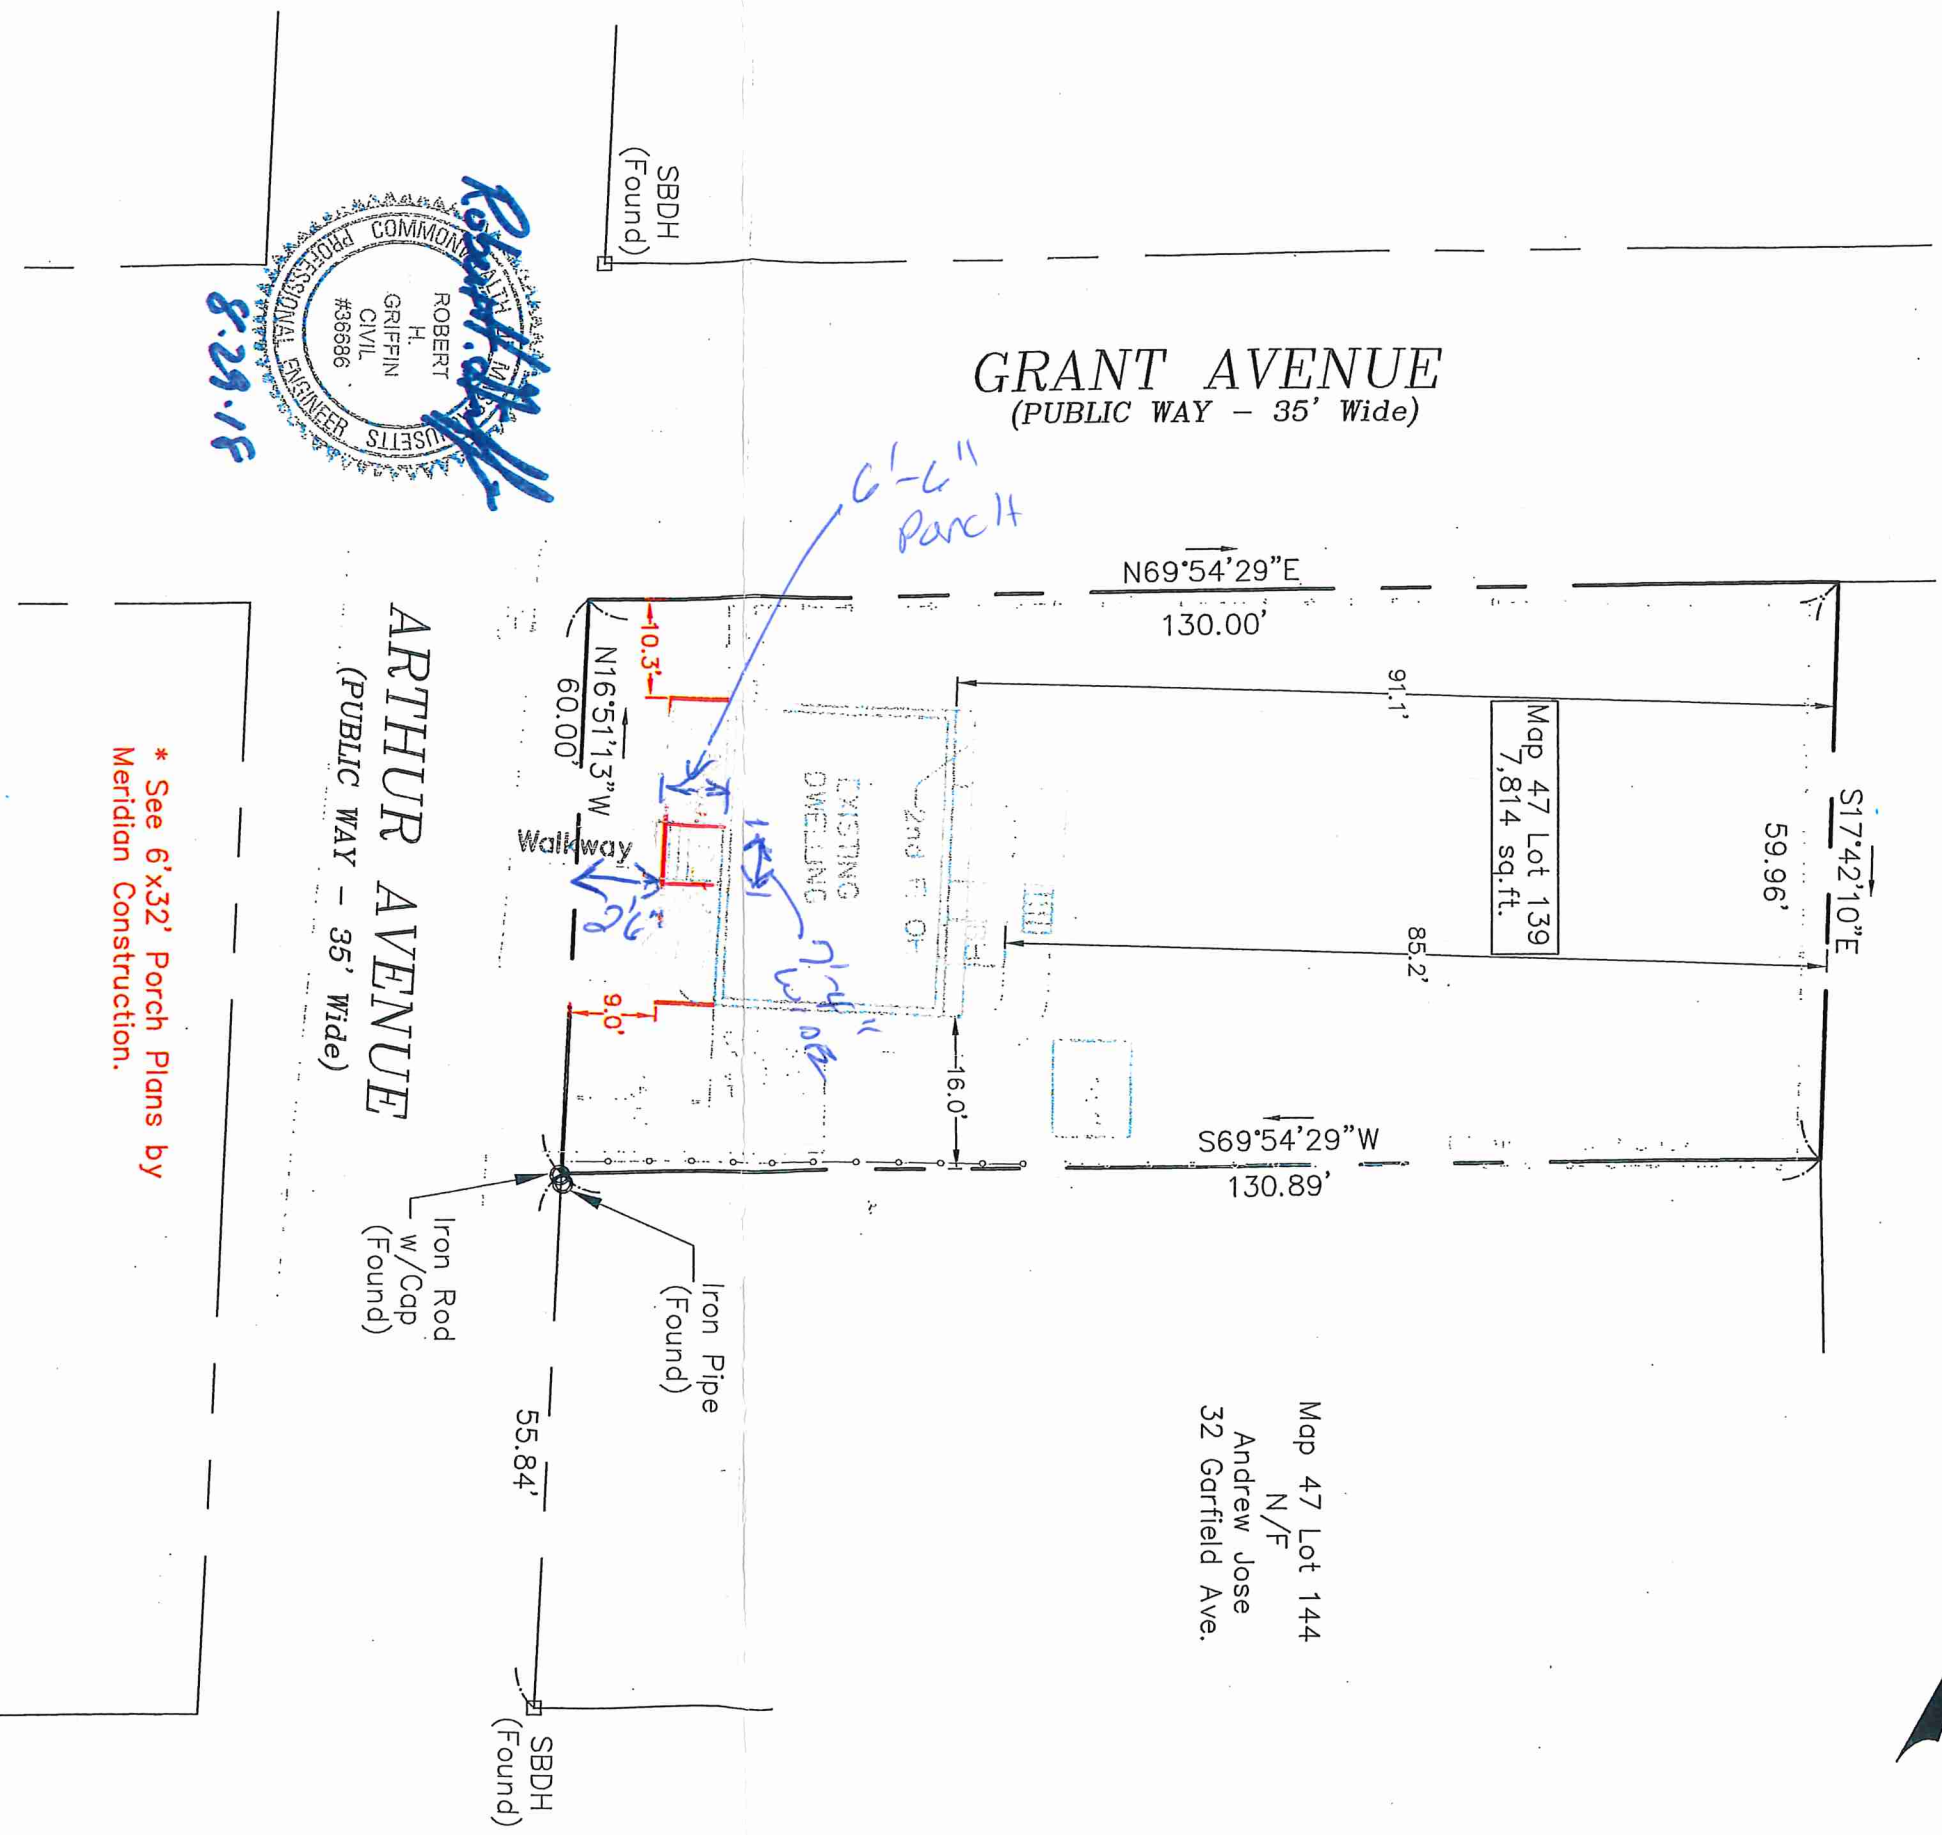 GRANT AVENUE
(PUBLIC WAY - 35' Wide)
SBDH
(Found)
COMMONWEALTH
PROFESSIONAL ENGINEER
ROBERT
H.
GRIFFIN
CIVIL
#36686
8.29.18
6'-6"
Porch
N69°54'29"E
130.00'
91.1'
Map 47 Lot 139
7,814 sq.ft.
S17°42'10"E
59.96'
85.2'
10.3'
N16°51'13"W
60.00'
Walkway
EXISTING
DWELLING
2nd Fl
7'-4"
9.0'
16.0'
S69°54'29"W
130.89'
ARTHUR AVENUE
(PUBLIC WAY - 35' Wide)
* See 6'x32' Porch Plans by
Meridian Construction.
Iron Rod
w/Cap
(Found)
Iron Pipe
(Found)
55.84'
SBDH
(Found)
Map 47 Lot 144
N/F
Andrew Jose
32 Garfield Ave.